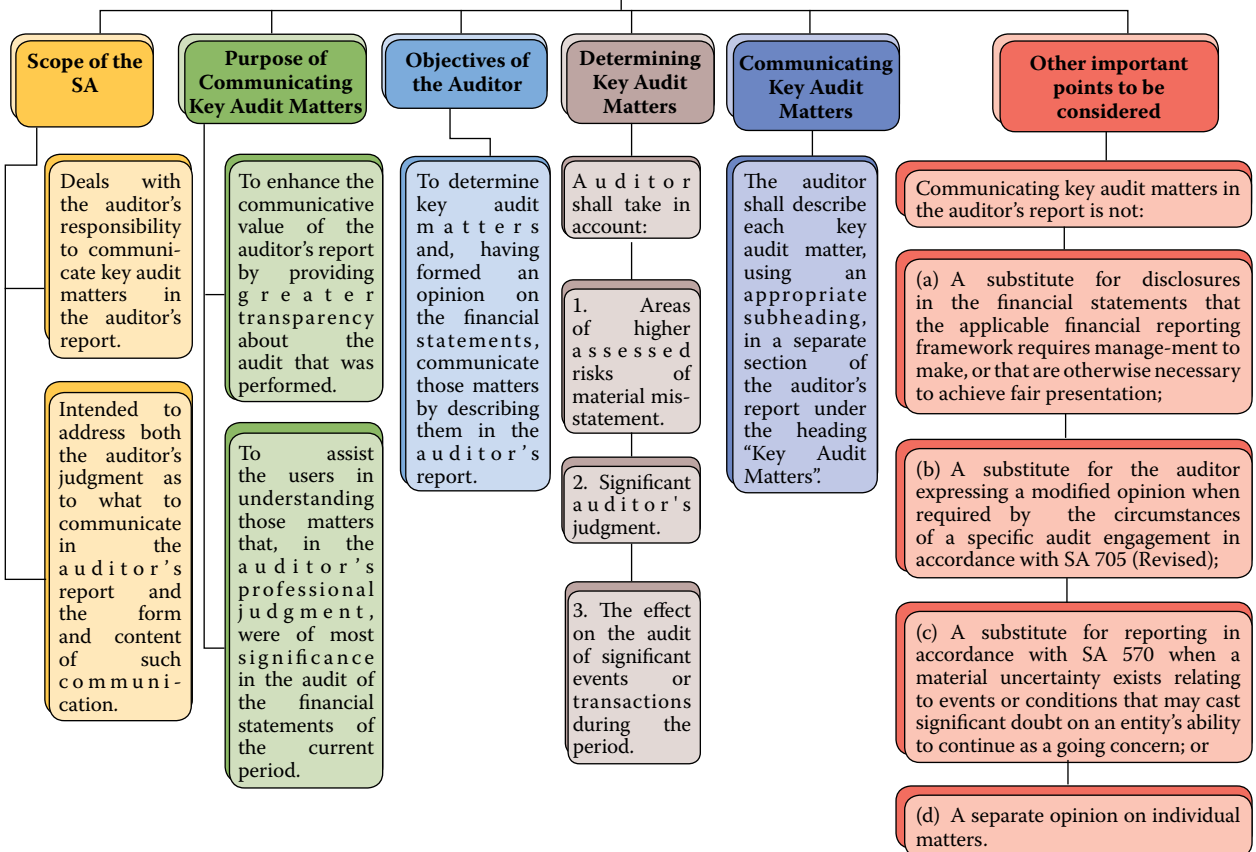 Scope of the
SA
Deals with
the auditor's
responsibility
to communi-
cate key audit
matters in
the auditor's
report.
Intended to
address both
the auditor's
judgment as
to what to
communicate
in the
auditor's
report and
the form
and content
of such
communi-
cation.
Purpose of
Communicating
Key Audit Matters
To enhance the
communicative
value of the
auditor's report
by providing
greater
transparency
about the
audit that was
performed.
To assist
the users in
understanding
those matters
that, in the
auditor's
professional
judgment,
were of most
significance
in the audit of
the financial
statements of
the current
period.
Objectives of
the Auditor
To determine
key audit
matters
and, having
formed an
opinion on
the financial
statements,
communicate
those matters
by describing
them in the
auditor's
report.
Determining
Key Audit
Matters
Auditor
shall take in
account:
1. Areas
of higher
assessed
risks of
material mis-
statement.
2. Significant
auditor's
judgment.
3. The effect
on the audit
of significant
events or
transactions
during the
period.
Communicating
Key Audit
Matters
The auditor
shall describe
each key
audit matter,
using an
appropriate
subheading,
in a separate
section of
the auditor's
report under
the heading
“Key Audit
Matters”.
Other important
points to be
considered
Communicating key audit matters in
the auditor's report is not:
(a) A substitute for disclosures
in the financial statements that
the applicable financial reporting
framework requires manage-ment to
make, or that are otherwise necessary
to achieve fair presentation;
(b) A substitute for the auditor
expressing a modified opinion when
required by the circumstances
of a specific audit engagement in
accordance with SA 705 (Revised);
(c) A substitute for reporting in
accordance with SA 570 when a
material uncertainty exists relating
to events or conditions that may cast
significant doubt on an entity's ability
to continue as a going concern; or
(d) A separate opinion on individual
matters.